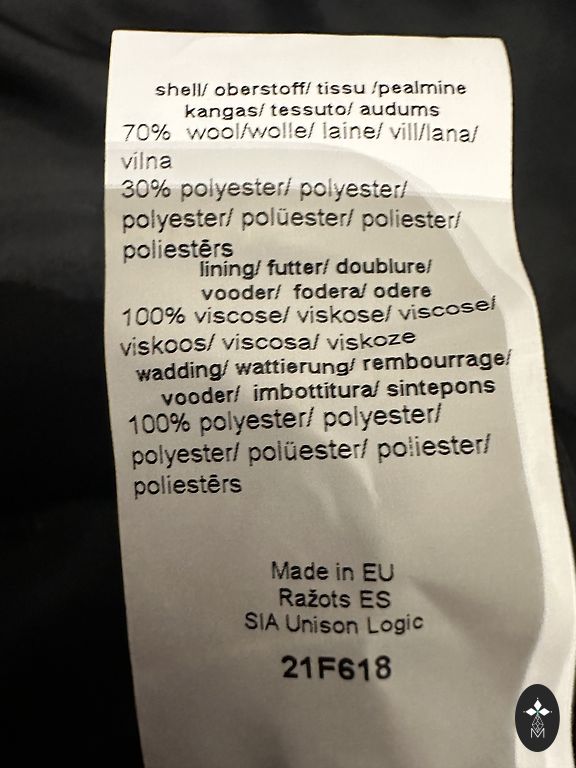 shell/ oberstoff/ tissu /pealmine
kangas/ tessuto/ audums
70% wool/wolle/ laine/ vill/lana/
vilna
30% polyester/ polyester/
polyester/ polüester/ poliester/
poliestērs
lining/ futter/ doublure/
vooder/ fodera/ odere
100% viscose/ viskose/ viscose/
viskoos/ viscosa/ viskoze
wadding/ wattierung/ rembourrage/
vooder/ imbottitura/ sintepons
100% polyester/ polyester/
polyester/ polüester/ poliester/
poliestērs
Made in EU
Ražots ES
SIA Unison Logic
21F618
M